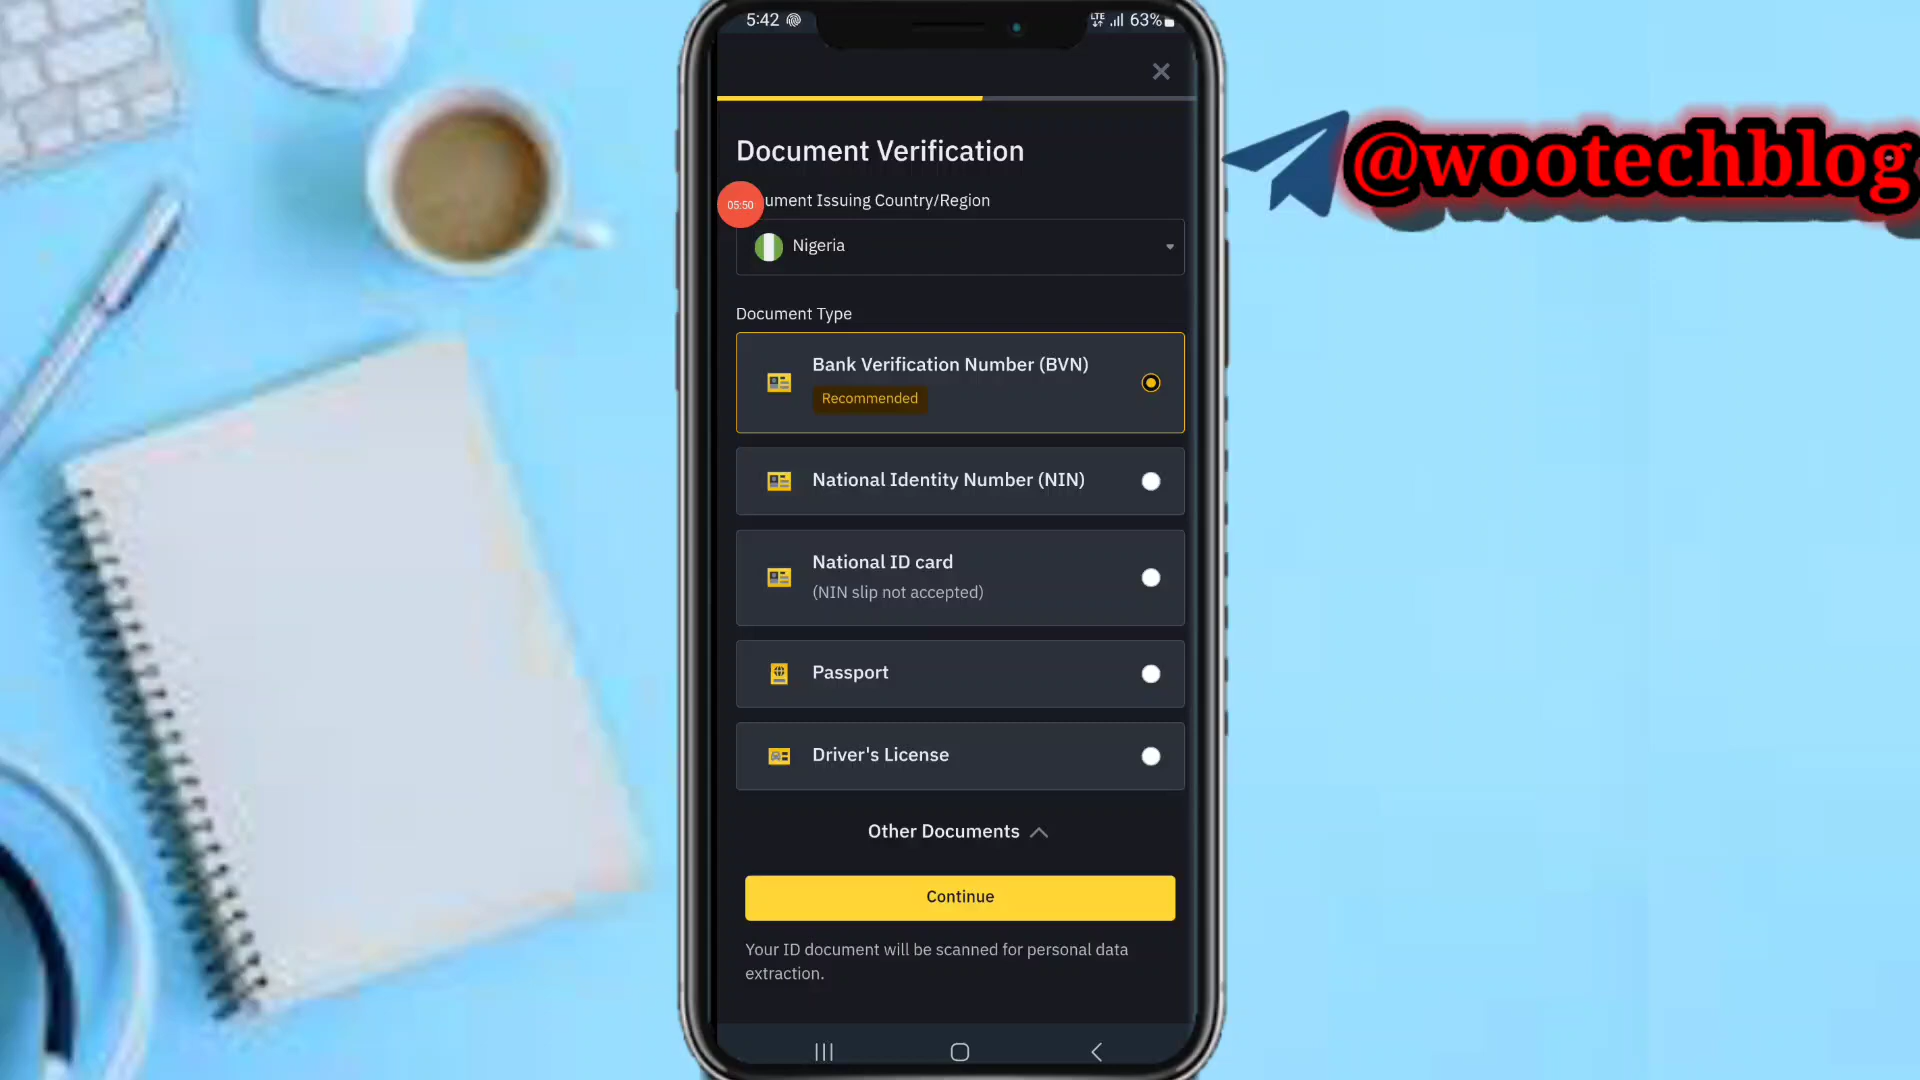 5:42 LTE 63%
@wootechblog
Document Verification
05:50 ument Issuing Country/Region
Nigeria
Document Type
Bank Verification Number (BVN)
Recommended
National Identity Number (NIN)
National ID card
(NIN slip not accepted)
Passport
Driver's License
Other Documents
Continue
Your ID document will be scanned for personal data
extraction.